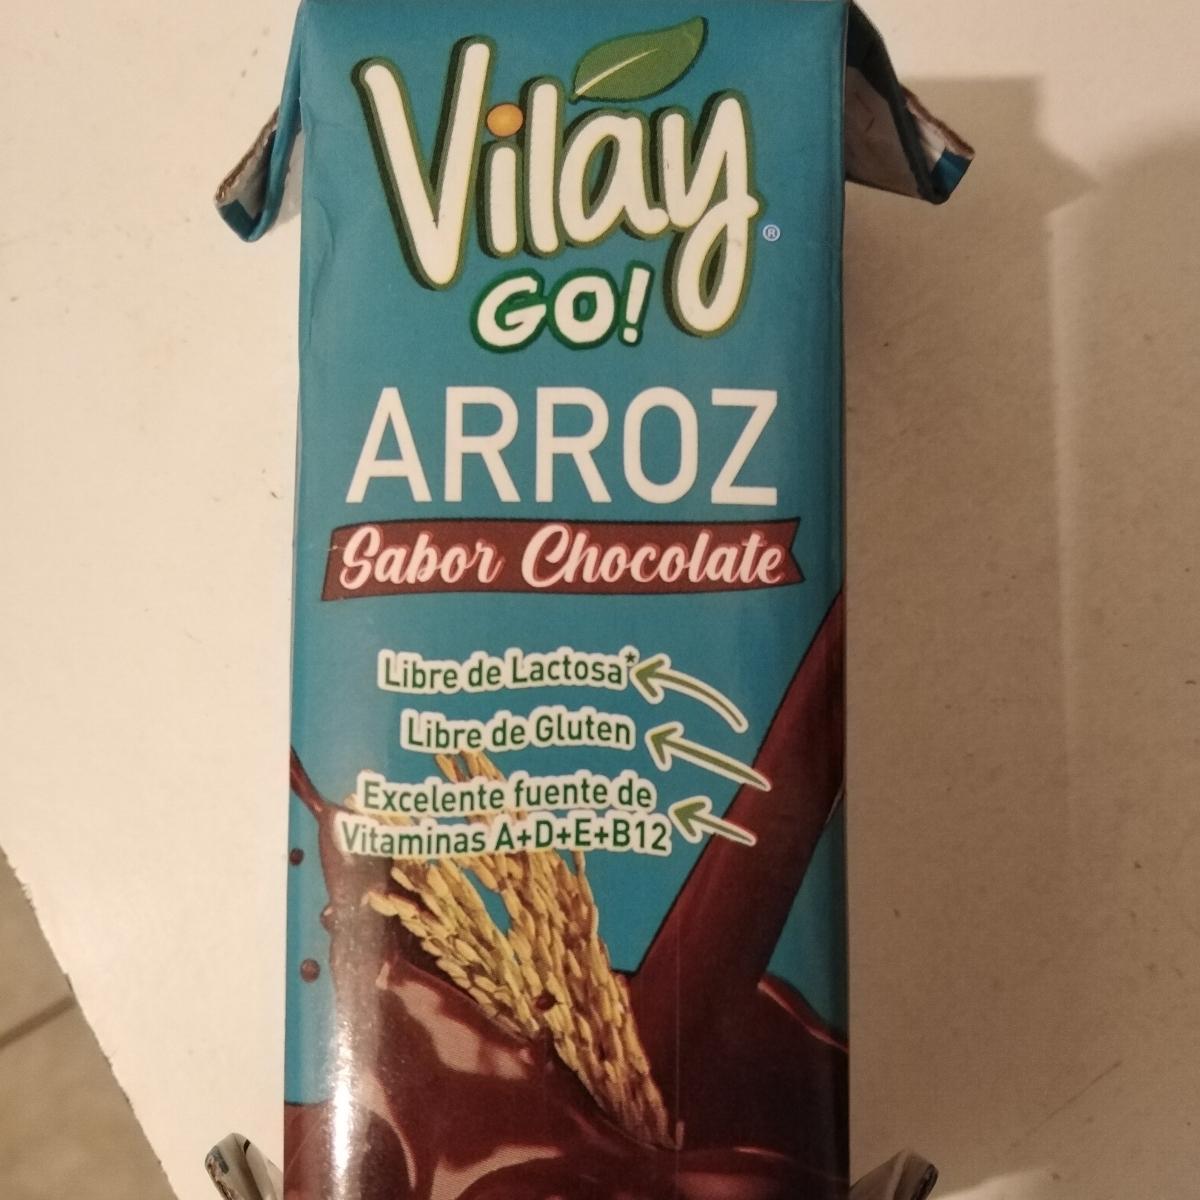 Vilay®
GO!
ARROZ
Sabor Chocolate
Libre de Lactosa*
Libre de Gluten
Excelente fuente de
Vitaminas A+D+E+B12